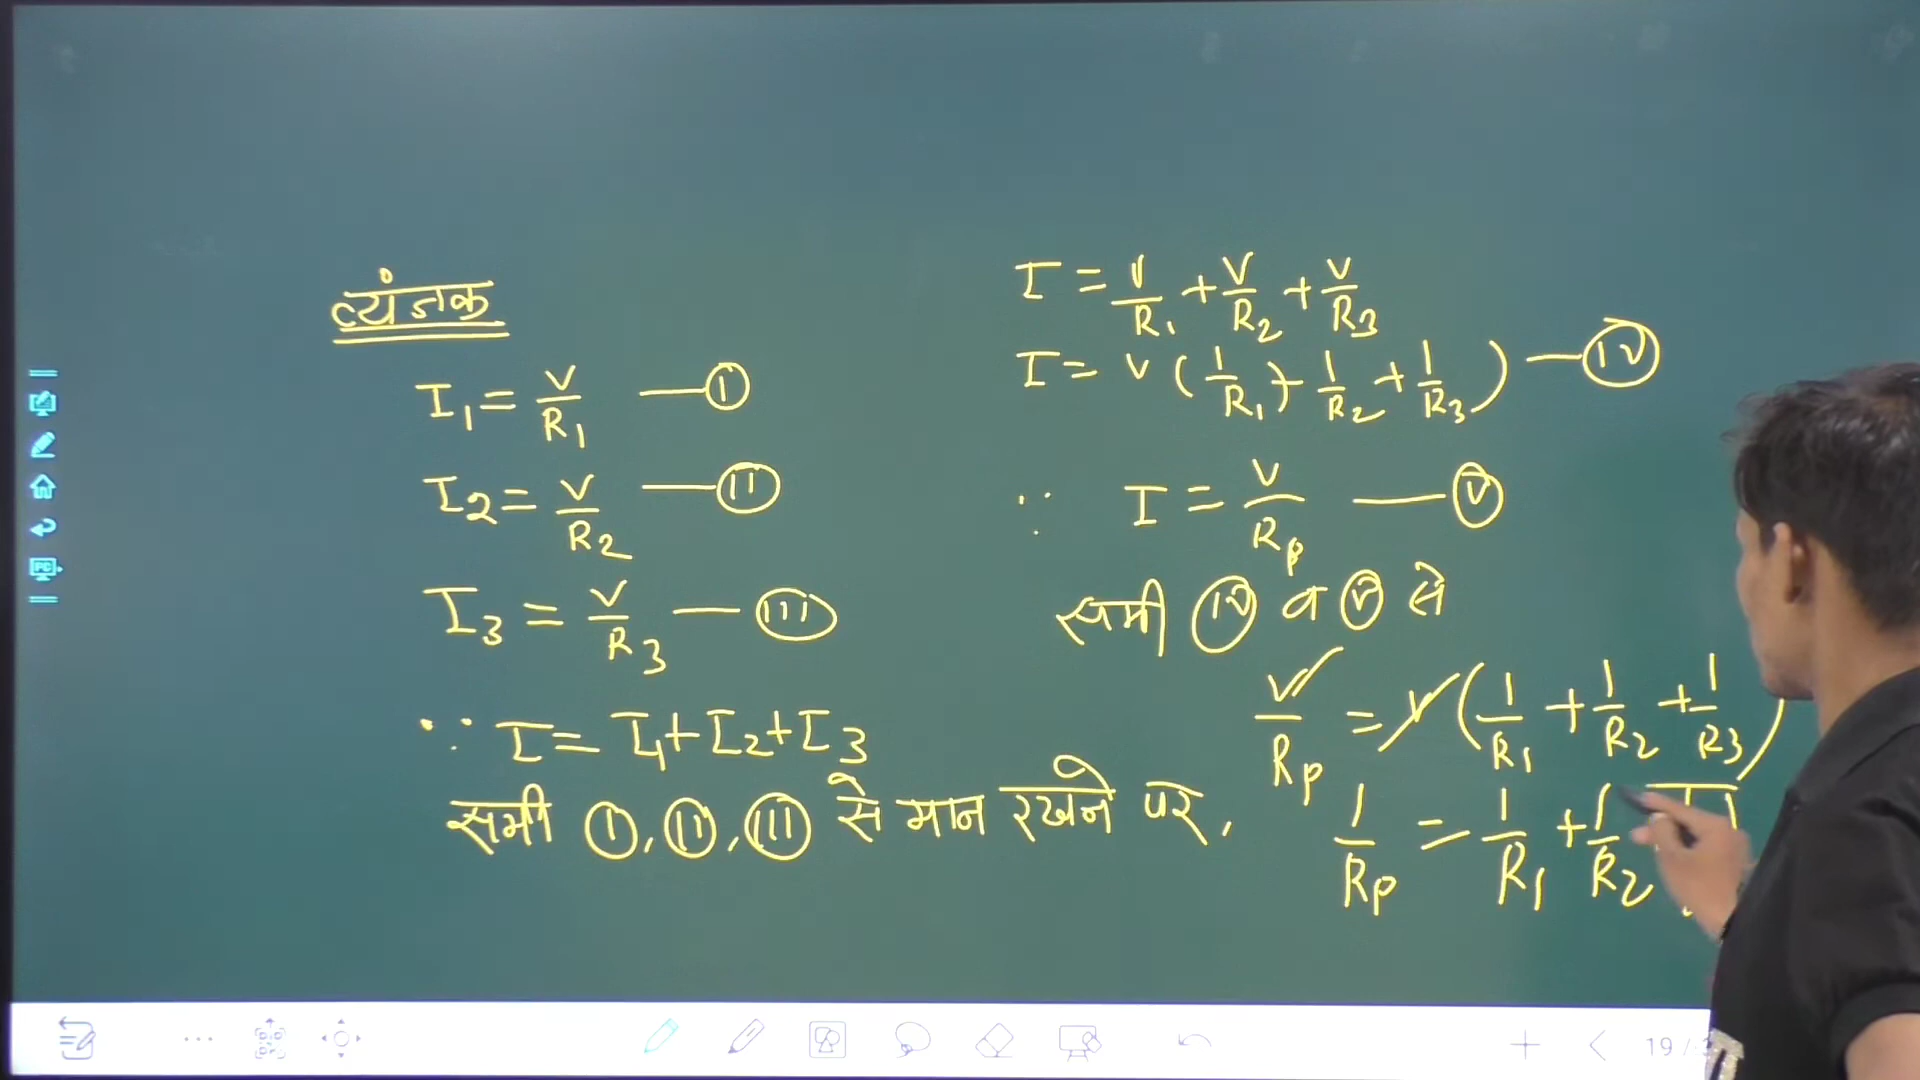 व्यंजक
I₁ = V/R₁ — (I)
I₂ = V/R₂ — (II)
I₃ = V/R₃ — (III)
∵ I = I₁+I₂+I₃
समी (I), (II), (III) से मान रखने पर,
I = V/R₁ + V/R₂ + V/R₃
I = V (1/R₁ + 1/R₂ + 1/R₃) — (IV)
∵ I = V/Rp — (V)
समी (IV) व (V) से
V/Rp = V (1/R₁ + 1/R₂ + 1/R₃)
1/Rp = 1/R₁ + 1/R₂
PC
19 /